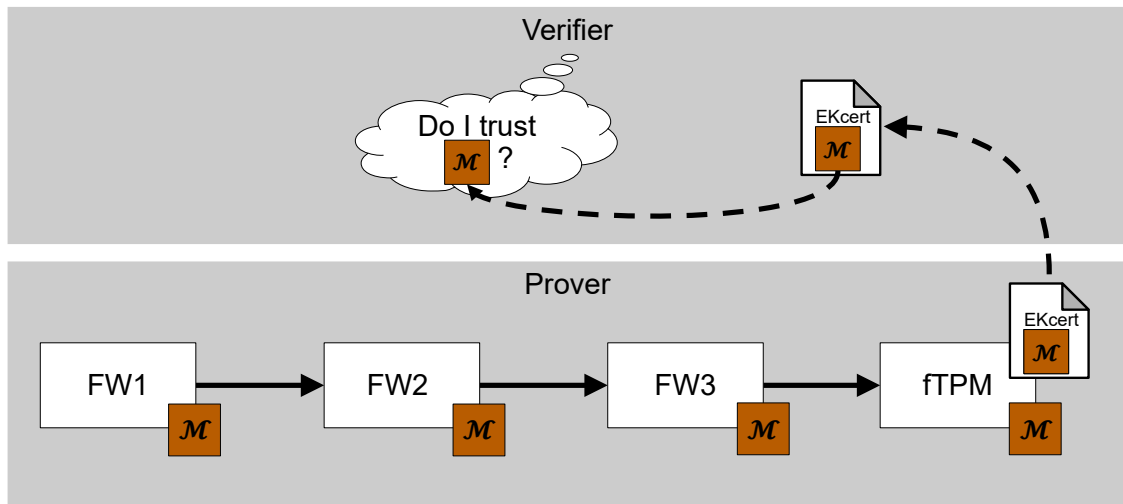 Verifier
Do I trust
ℳ ?
EKcert
ℳ
Prover
EKcert
ℳ
FW1
FW2
FW3
fTPM
ℳ
ℳ
ℳ
ℳ